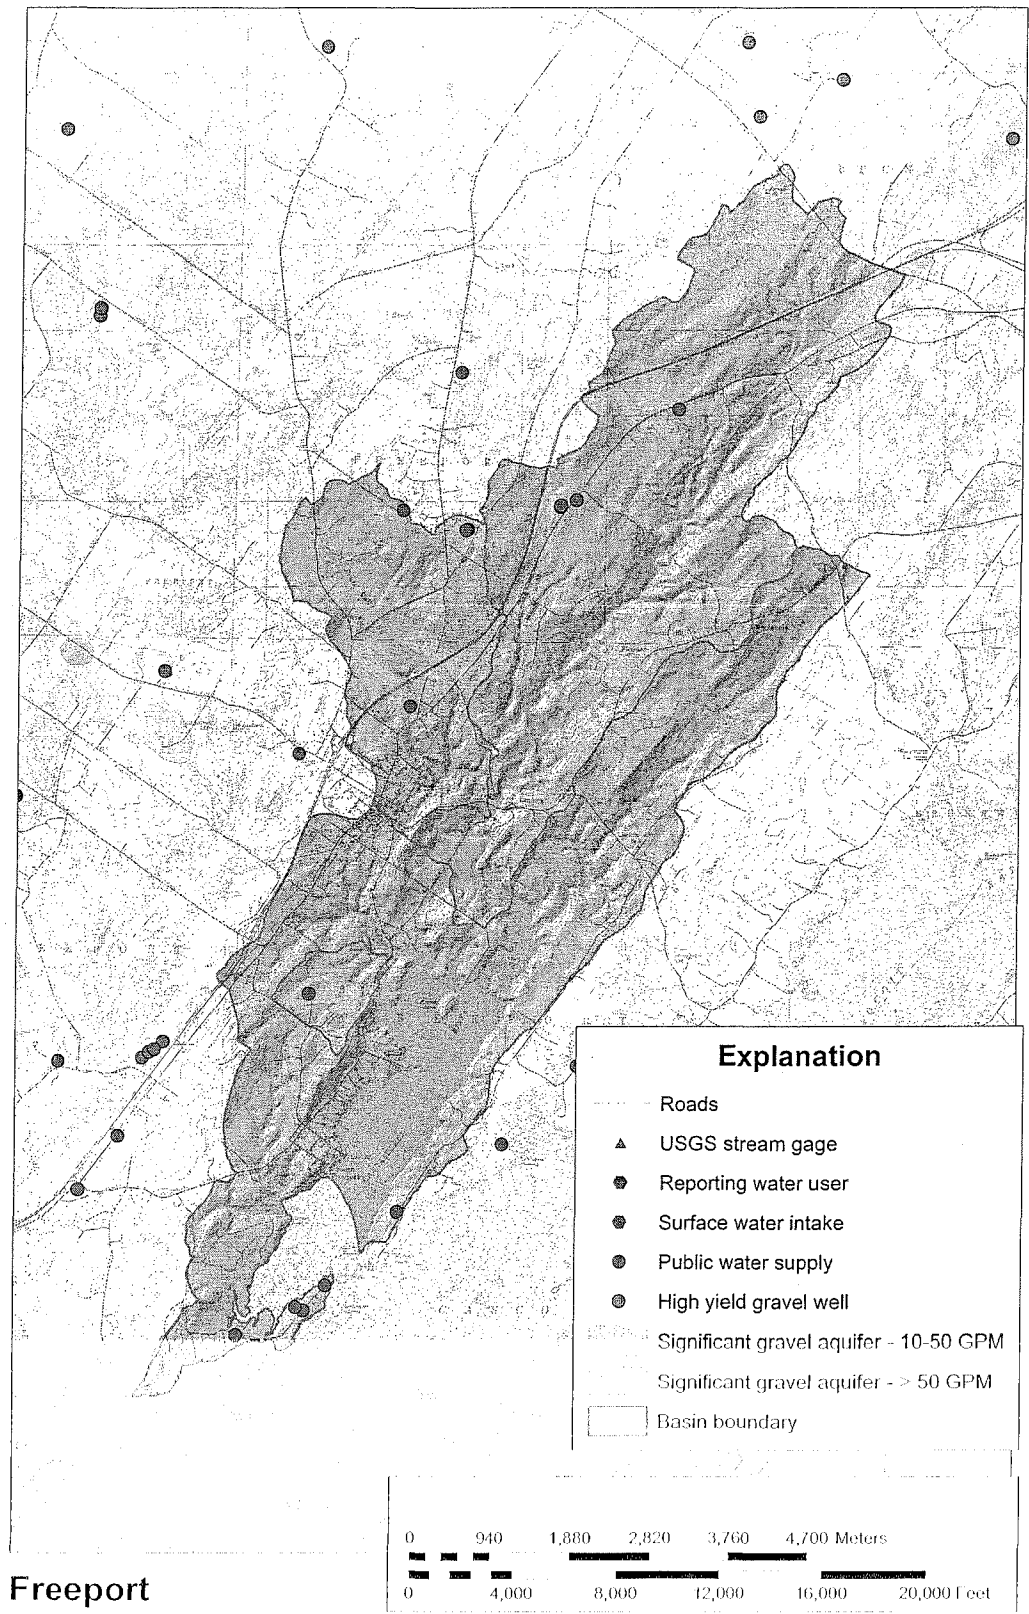 Explanation
Roads
USGS stream gage
Reporting water user
Surface water intake
Public water supply
High yield gravel well
Significant gravel aquifer - 10-50 GPM
Significant gravel aquifer - > 50 GPM
Basin boundary
0 940 1,880 2,820 3,760 4,700 Meters
0 4,000 8,000 12,000 16,000 20,000 Feet
Freeport